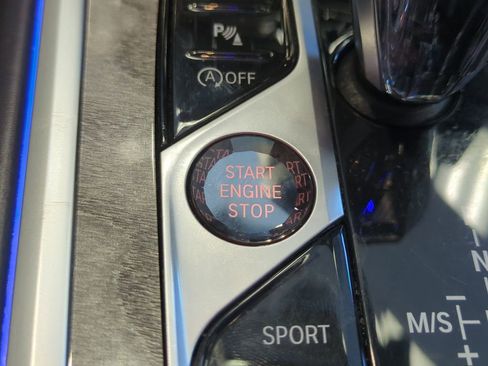 P
A OFF
START
ENGINE
STOP
SPORT
N
M/S
+